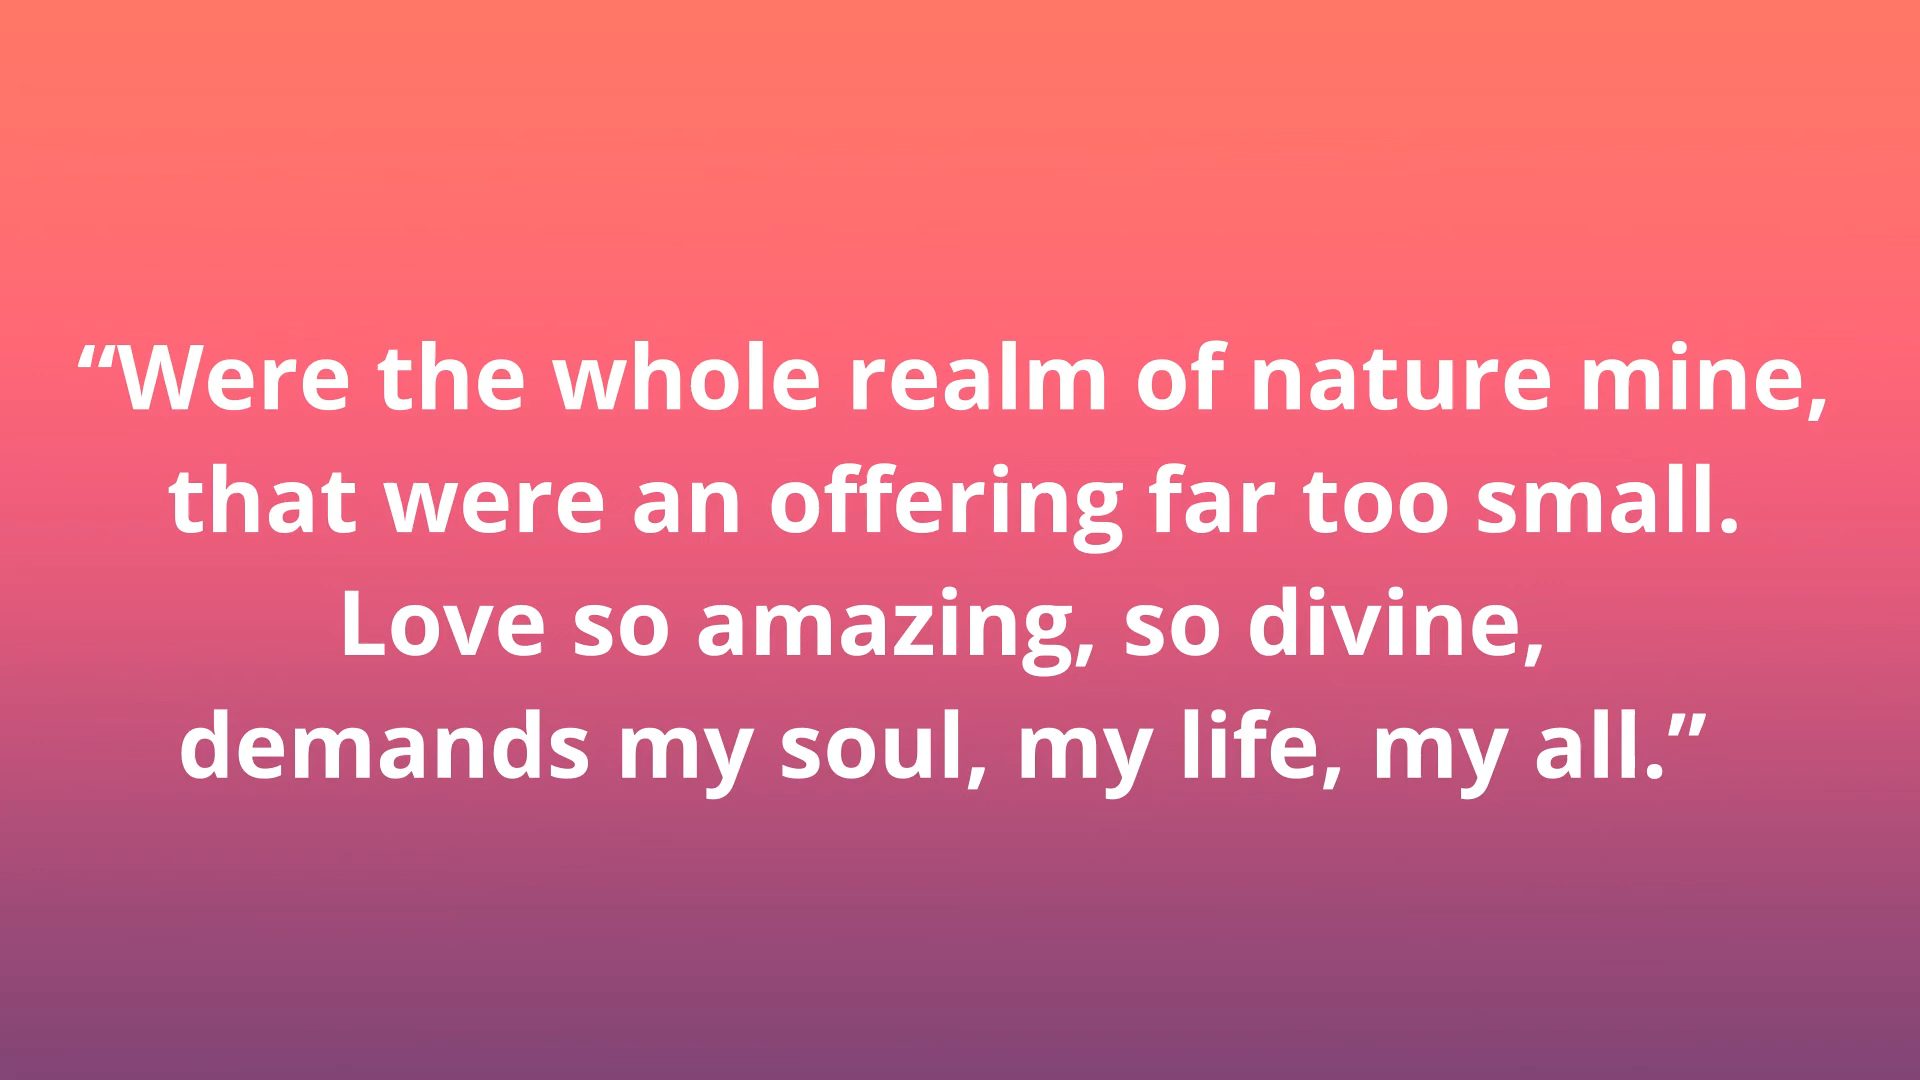 “Were the whole realm of nature mine,
that were an offering far too small.
Love so amazing, so divine,
demands my soul, my life, my all.”